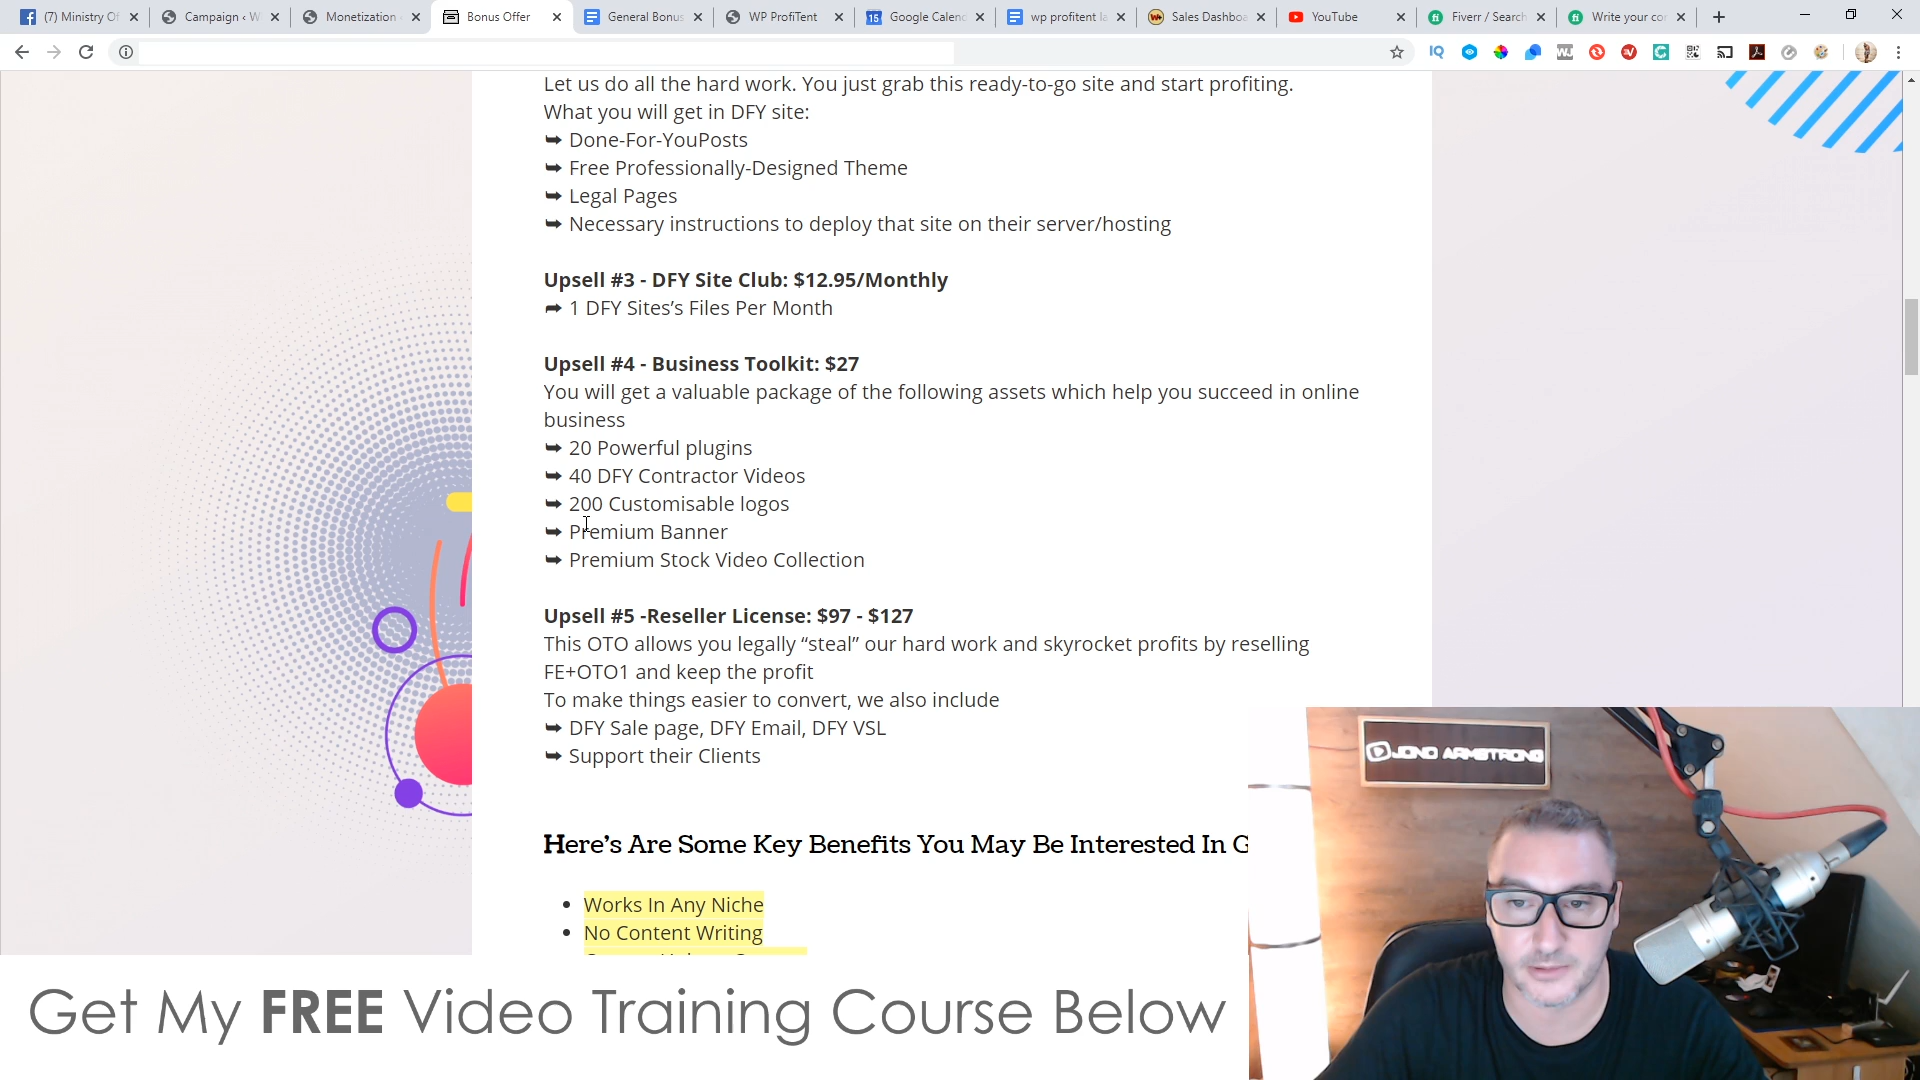 (7) Ministry Of
Campaign ‹ W
Monetization
Bonus Offer
General Bonus
WP ProfiTent
Google Calen
wp profitent la
Sales Dashboa
YouTube
Fiverr / Search
Write your co
Let us do all the hard work. You just grab this ready-to-go site and start profiting.
What you will get in DFY site:
➥ Done-For-YouPosts
➥ Free Professionally-Designed Theme
➥ Legal Pages
➥ Necessary instructions to deploy that site on their server/hosting
Upsell #3 - DFY Site Club: $12.95/Monthly
➦ 1 DFY Sites’s Files Per Month
Upsell #4 - Business Toolkit: $27
You will get a valuable package of the following assets which help you succeed in online
business
➥ 20 Powerful plugins
➥ 40 DFY Contractor Videos
➥ 200 Customisable logos
➥ Premium Banner
➥ Premium Stock Video Collection
Upsell #5 -Reseller License: $97 - $127
This OTO allows you legally “steal” our hard work and skyrocket profits by reselling
FE+OTO1 and keep the profit
To make things easier to convert, we also include
➥ DFY Sale page, DFY Email, DFY VSL
➥ Support their Clients
Here’s Are Some Key Benefits You May Be Interested In G
• Works In Any Niche
• No Content Writing
JONO ARMSTRONG
Get My FREE Video Training Course Below